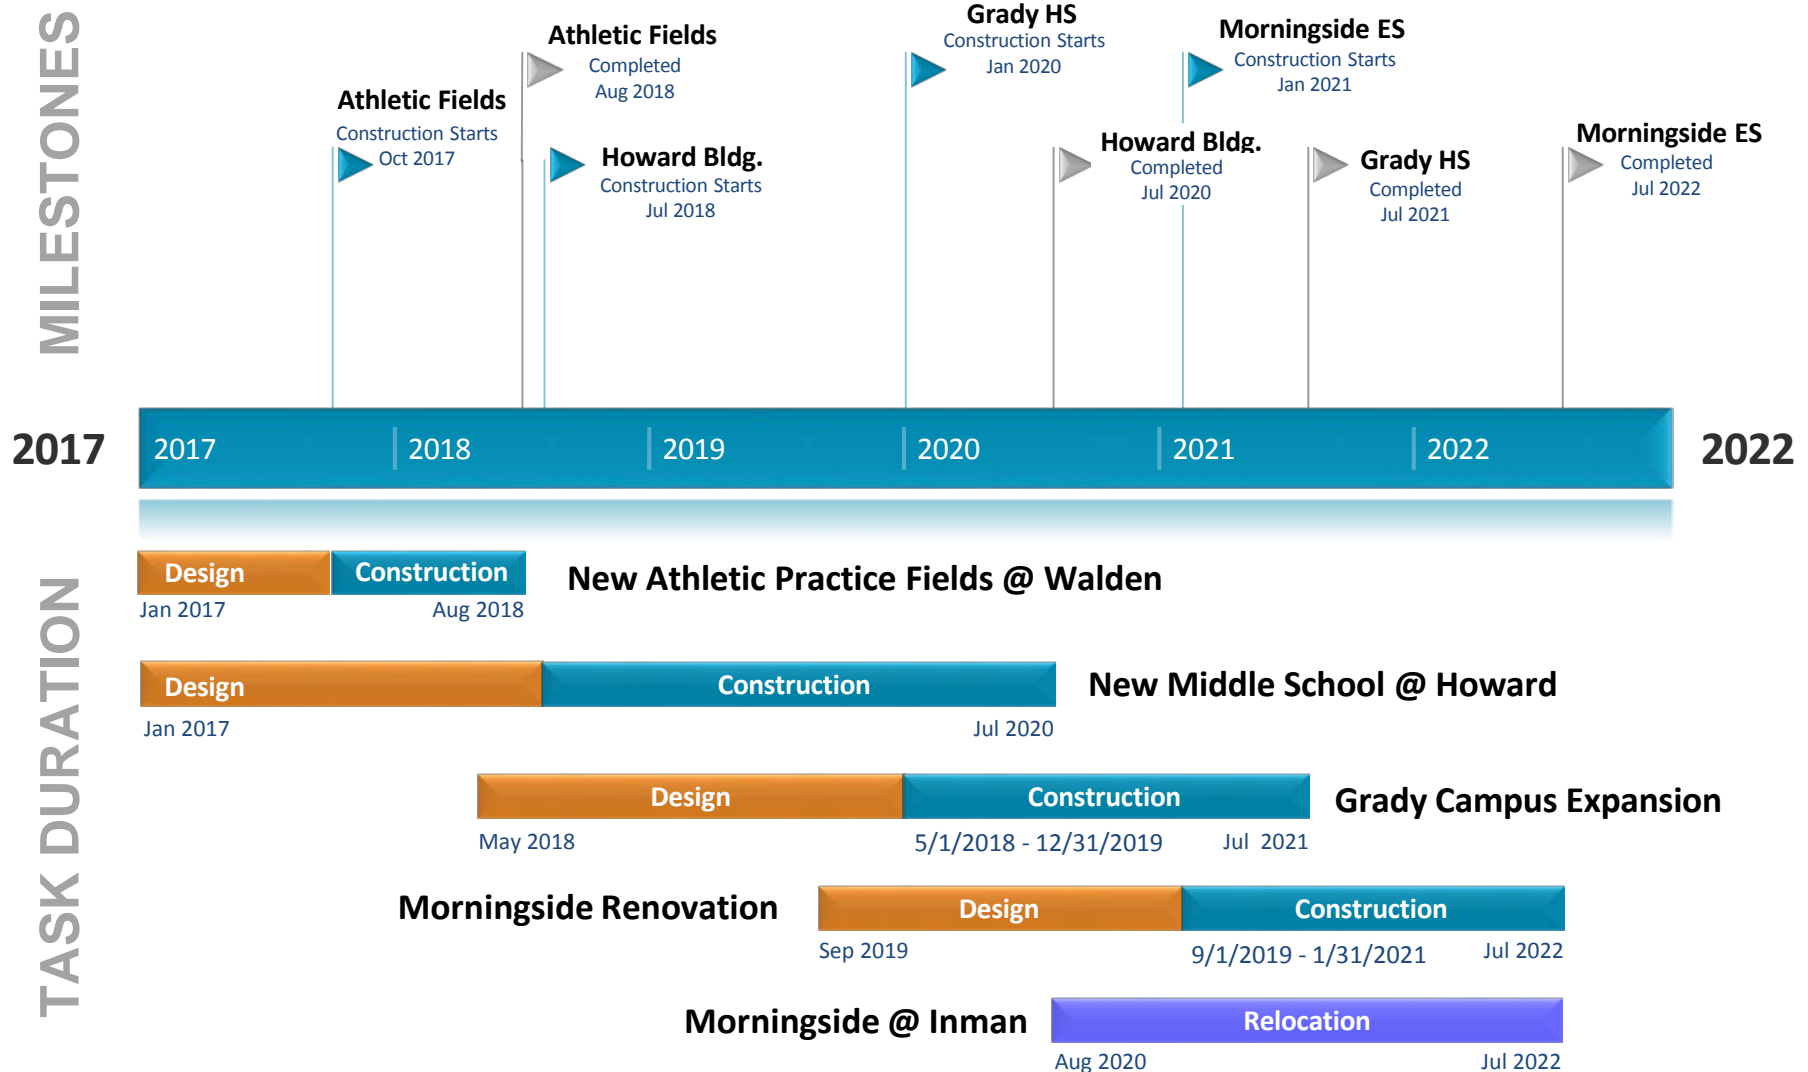 MILESTONES
Athletic Fields
Construction Starts
Oct 2017
Athletic Fields
Completed
Aug 2018
Howard Bldg.
Construction Starts
Jul 2018
Grady HS
Construction Starts
Jan 2020
Howard Bldg.
Completed
Jul 2020
Morningside ES
Construction Starts
Jan 2021
Grady HS
Completed
Jul 2021
Morningside ES
Completed
Jul 2022
2017
2017
2018
2019
2020
2021
2022
2022
TASK DURATION
Design
Construction
New Athletic Practice Fields @ Walden
Jan 2017
Aug 2018
Design
Construction
New Middle School @ Howard
Jan 2017
Jul 2020
Design
Construction
Grady Campus Expansion
May 2018
5/1/2018 - 12/31/2019
Jul 2021
Morningside Renovation
Design
Construction
Sep 2019
9/1/2019 - 1/31/2021
Jul 2022
Morningside @ Inman
Relocation
Aug 2020
Jul 2022